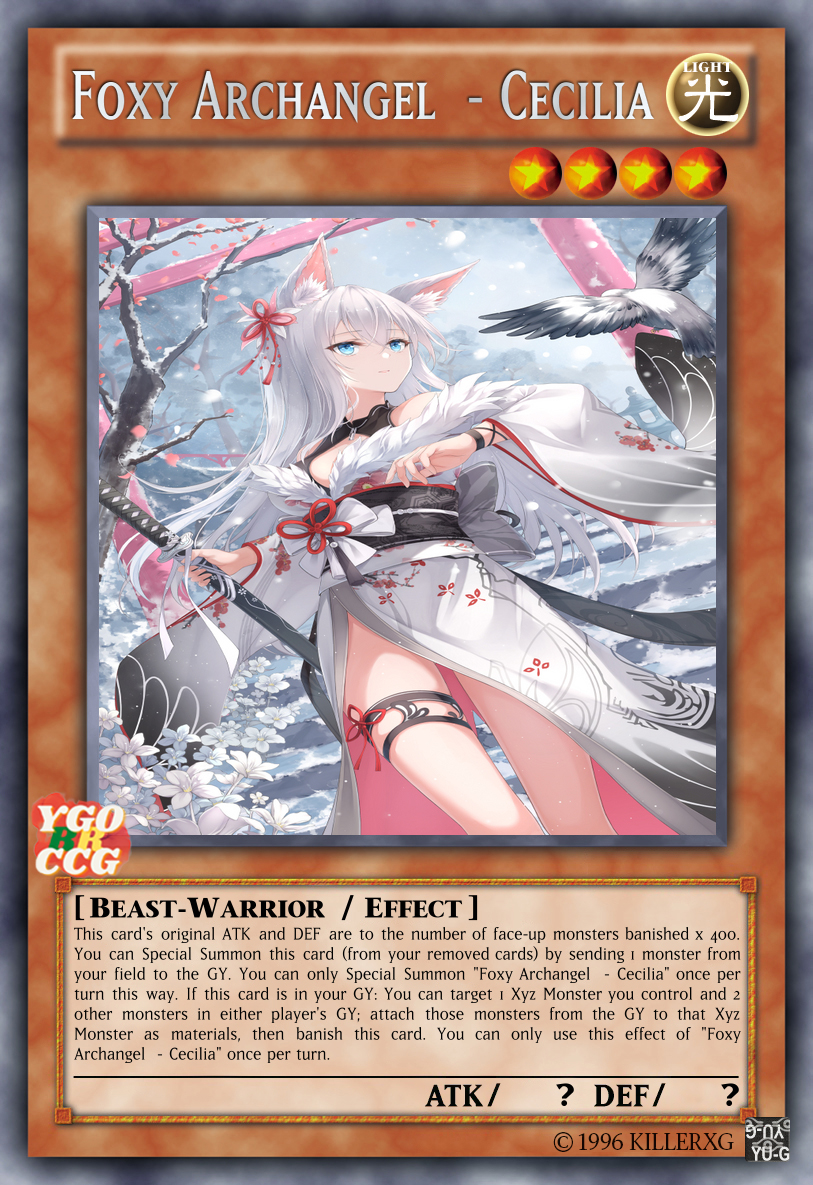 Foxy Archangel - Cecilia
LIGHT
光
YGO
BR
CCG
[ Beast-Warrior / Effect ]
This card's original ATK and DEF are to the number of face-up monsters banished x 400.
You can Special Summon this card (from your removed cards) by sending 1 monster from
your field to the GY. You can only Special Summon "Foxy Archangel - Cecilia" once per
turn this way. If this card is in your GY: You can target 1 Xyz Monster you control and 2
other monsters in either player's GY; attach those monsters from the GY to that Xyz
Monster as materials, then banish this card. You can only use this effect of "Foxy
Archangel - Cecilia" once per turn.
ATK/ ? DEF/ ?
© 1996 KILLERXG
YU-G
YU-G